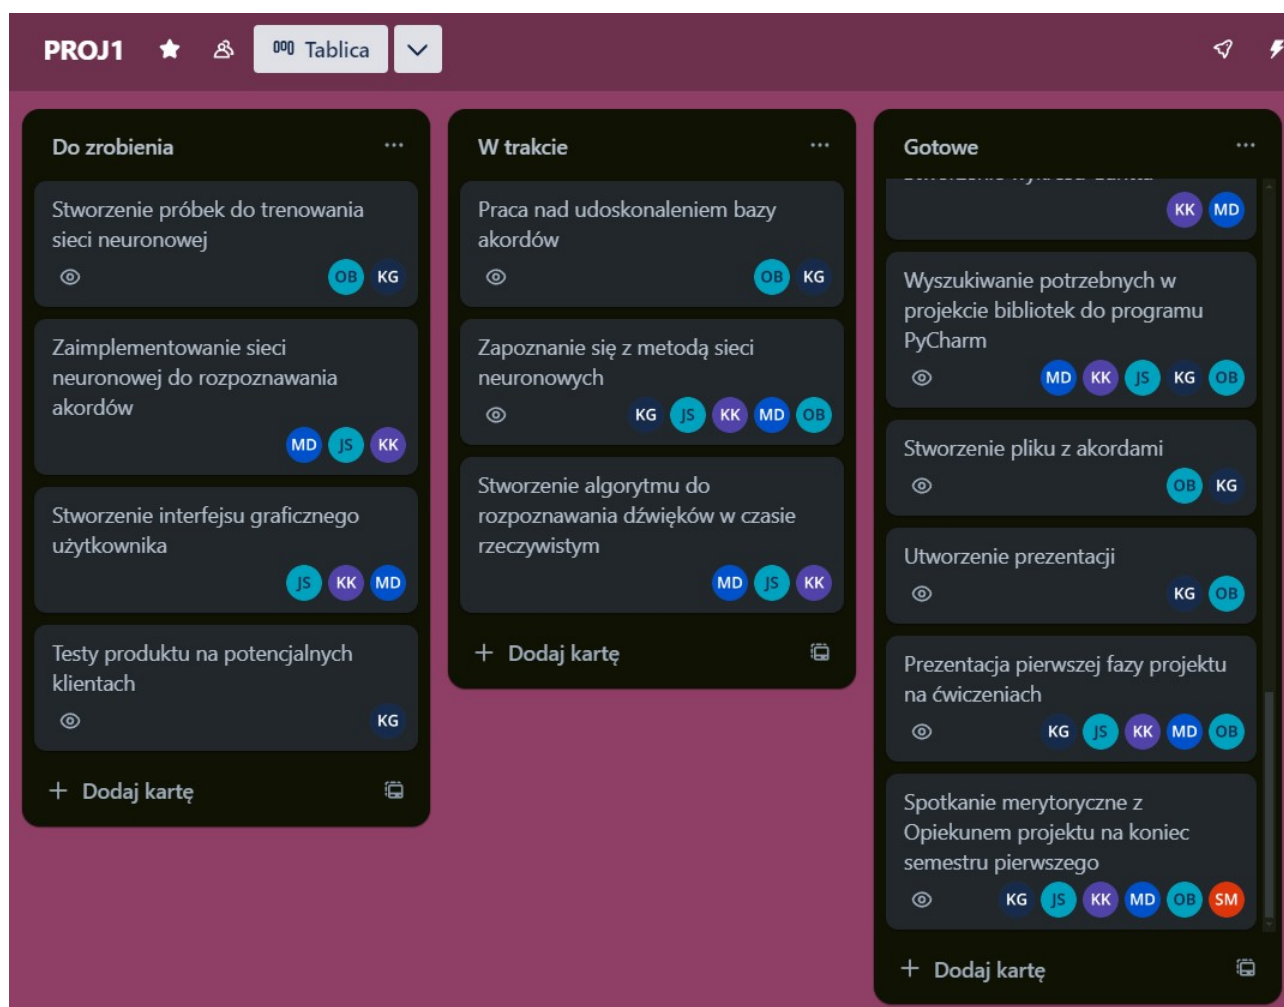 PROJ1 Tablica
Do zrobienia
Stworzenie próbek do trenowania
sieci neuronowej
OB KG
Zaimplementowanie sieci
neuronowej do rozpoznawania
akordów
MD JS KK
Stworzenie interfejsu graficznego
użytkownika
JS KK MD
Testy produktu na potencjalnych
klientach
KG
+ Dodaj kartę
W trakcie
Praca nad udoskonaleniem bazy
akordów
OB KG
Zapoznanie się z metodą sieci
neuronowych
KG JS KK MD OB
Stworzenie algorytmu do
rozpoznawania dźwięków w czasie
rzeczywistym
MD JS KK
+ Dodaj kartę
Gotowe
KK MD
Wyszukiwanie potrzebnych w
projekcie bibliotek do programu
PyCharm
MD KK JS KG OB
Stworzenie pliku z akordami
OB KG
Utworzenie prezentacji
KG OB
Prezentacja pierwszej fazy projektu
na ćwiczeniach
KG JS KK MD OB
Spotkanie merytoryczne z
Opiekunem projektu na koniec
semestru pierwszego
KG JS KK MD OB SM
+ Dodaj kartę